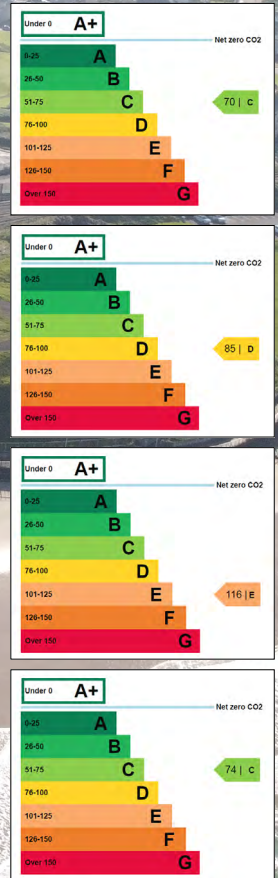 Under 0 A+
Net zero CO2
0-25 A
26-50 B
51-75 C 70 | C
76-100 D
101-125 E
126-150 F
Over 150 G
Under 0 A+
Net zero CO2
0-25 A
26-50 B
51-75 C
76-100 D 85 | D
101-125 E
126-150 F
Over 150 G
Under 0 A+
Net zero CO2
0-25 A
26-50 B
51-75 C
76-100 D
101-125 E 116 | E
126-150 F
Over 150 G
Under 0 A+
Net zero CO2
0-25 A
26-50 B
51-75 C 74 | C
76-100 D
101-125 E
126-150 F
Over 150 G